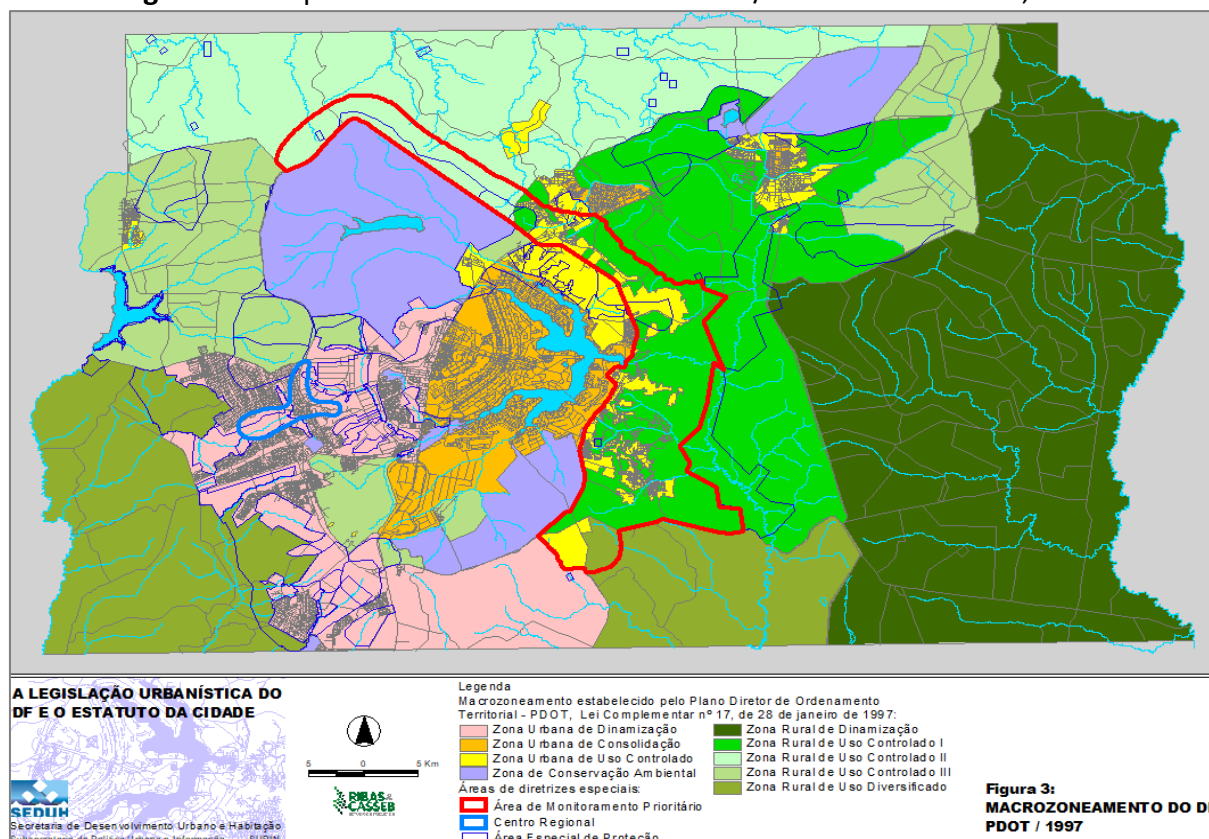 A LEGISLAÇÃO URBANÍSTICA DO
DF E O ESTATUTO DA CIDADE
SEDUH
Secretaria de Desenvolvimento Urbano e Habitação
5 0 5 Km
RIBAS&
CASSEB
Legenda
Macrozoneamento estabelecido pelo Plano Diretor de Ordenamento
Territorial - PDOT, Lei Complementar nº 17, de 28 de janeiro de 1997:
Zona Urbana de Dinamização
Zona Urbana de Consolidação
Zona Urbana de Uso Controlado
Zona de Conservação Ambiental
Áreas de diretrizes especiais:
Área de Monitoramento Prioritário
Centro Regional
Área Especial de Proteção
Zona Rural de Dinamização
Zona Rural de Uso Controlado I
Zona Rural de Uso Controlado II
Zona Rural de Uso Controlado III
Zona Rural de Uso Diversificado
Figura 3:
MACROZONEAMENTO DO D
PDOT / 1997